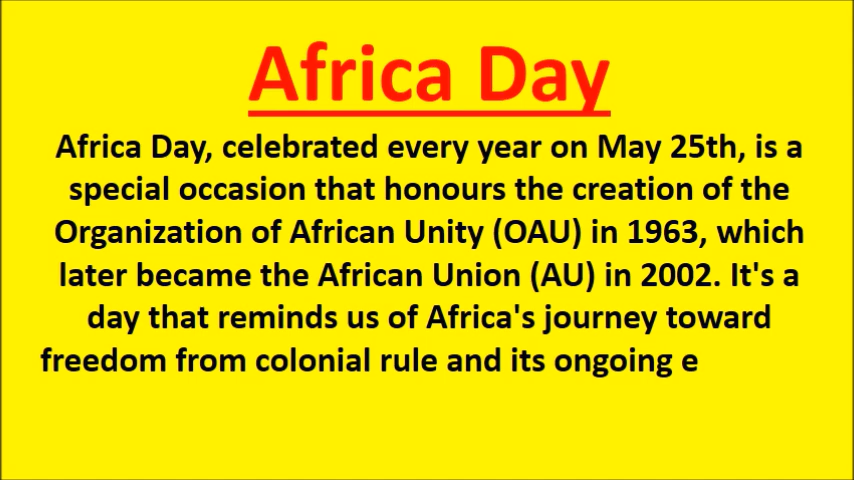 Africa Day
Africa Day, celebrated every year on May 25th, is a
special occasion that honours the creation of the
Organization of African Unity (OAU) in 1963, which
later became the African Union (AU) in 2002. It's a
day that reminds us of Africa's journey toward
freedom from colonial rule and its ongoing e